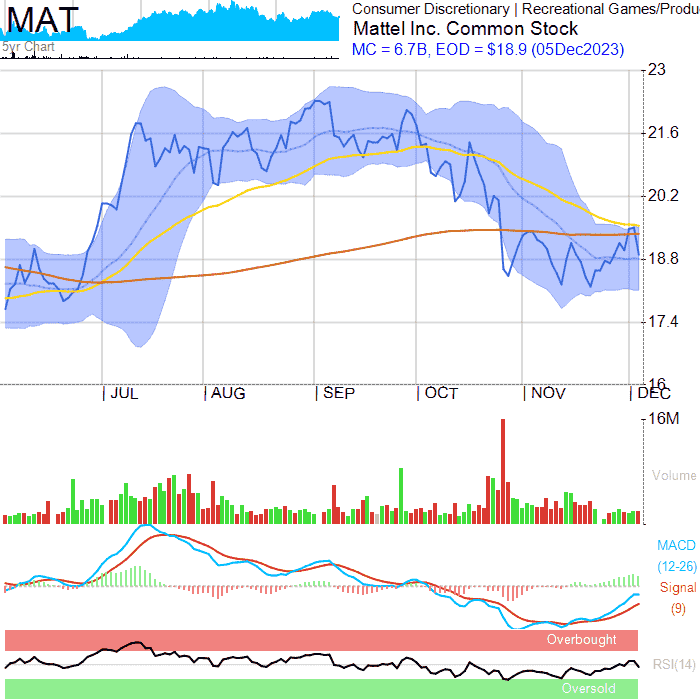 MAT
5yr Chart
Consumer Discretionary | Recreational Games/Produ
Mattel Inc. Common Stock
MC = 6.7B, EOD = $18.9 (05Dec2023)
23
21.6
20.2
18.8
17.4
16
JUL
AUG
SEP
OCT
NOV
DEC
16M
Volume
MACD
(12-26)
Signal
(9)
Overbought
RSI(14)
Oversold